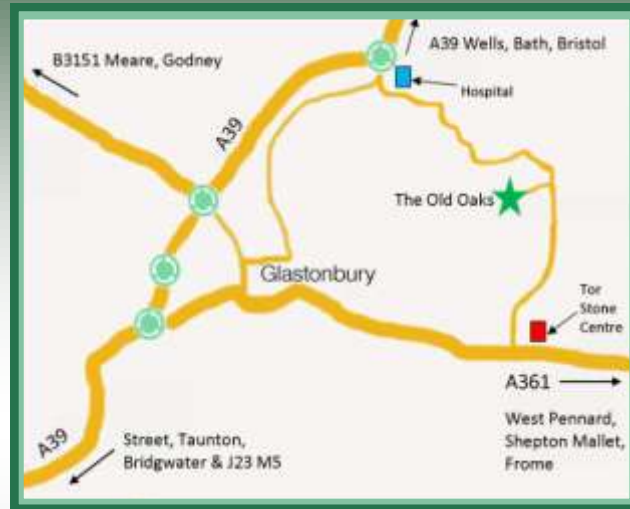 A39 Wells, Bath, Bristol
B3151 Meare, Godney
Hospital
A39
The Old Oaks
Glastonbury
Tor
Stone
Centre
A361
West Pennard,
Shepton Mallet,
Frome
A39
Street, Taunton,
Bridgwater & J23 M5